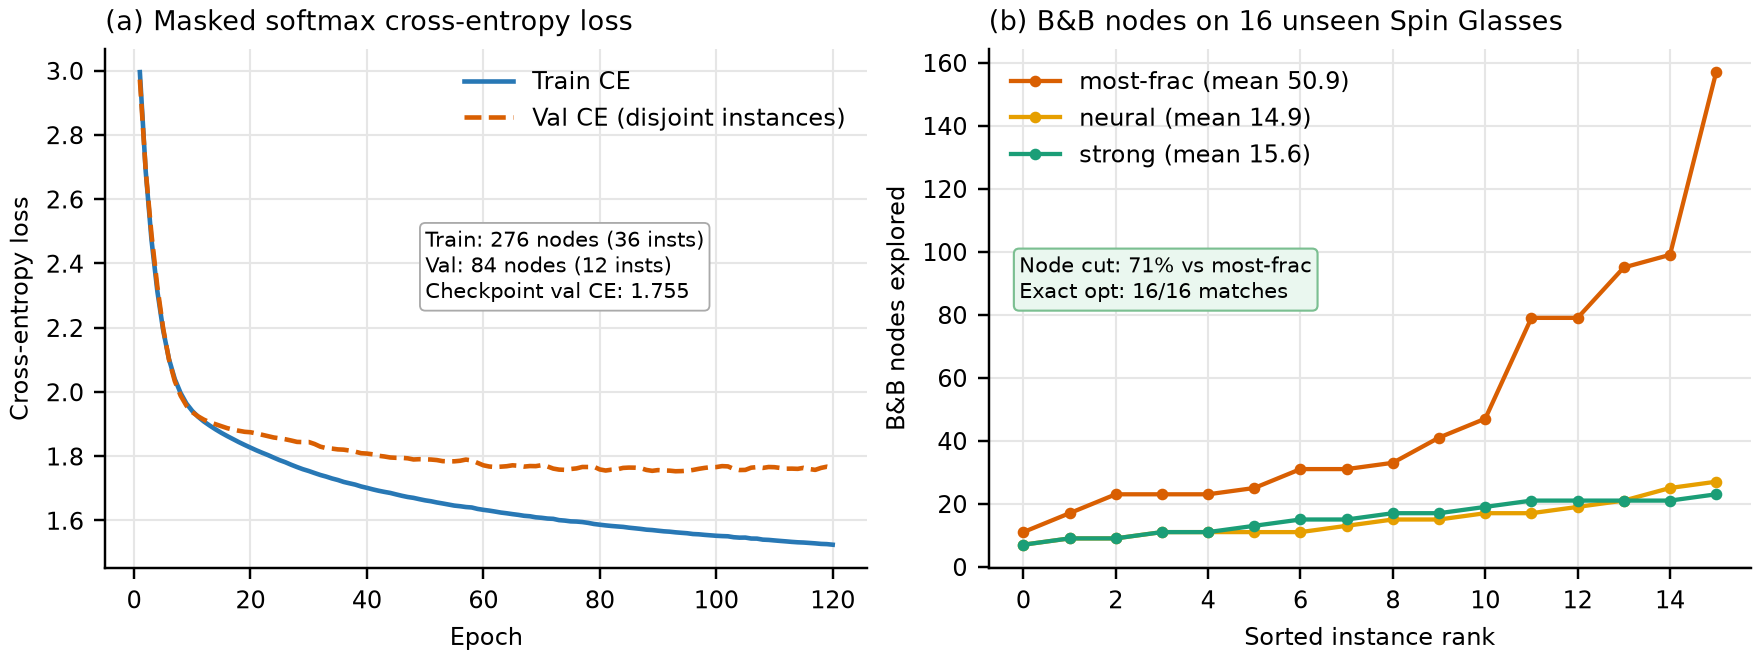 (a) Masked softmax cross-entropy loss
Cross-entropy loss
3.0
2.8
2.6
2.4
2.2
2.0
1.8
1.6
Train CE
Val CE (disjoint instances)
Train: 276 nodes (36 insts)
Val: 84 nodes (12 insts)
Checkpoint val CE: 1.755
0 20 40 60 80 100 120
Epoch
(b) B&B nodes on 16 unseen Spin Glasses
B&B nodes explored
160
140
120
100
80
60
40
20
0
most-frac (mean 50.9)
neural (mean 14.9)
strong (mean 15.6)
Node cut: 71% vs most-frac
Exact opt: 16/16 matches
0 2 4 6 8 10 12 14
Sorted instance rank